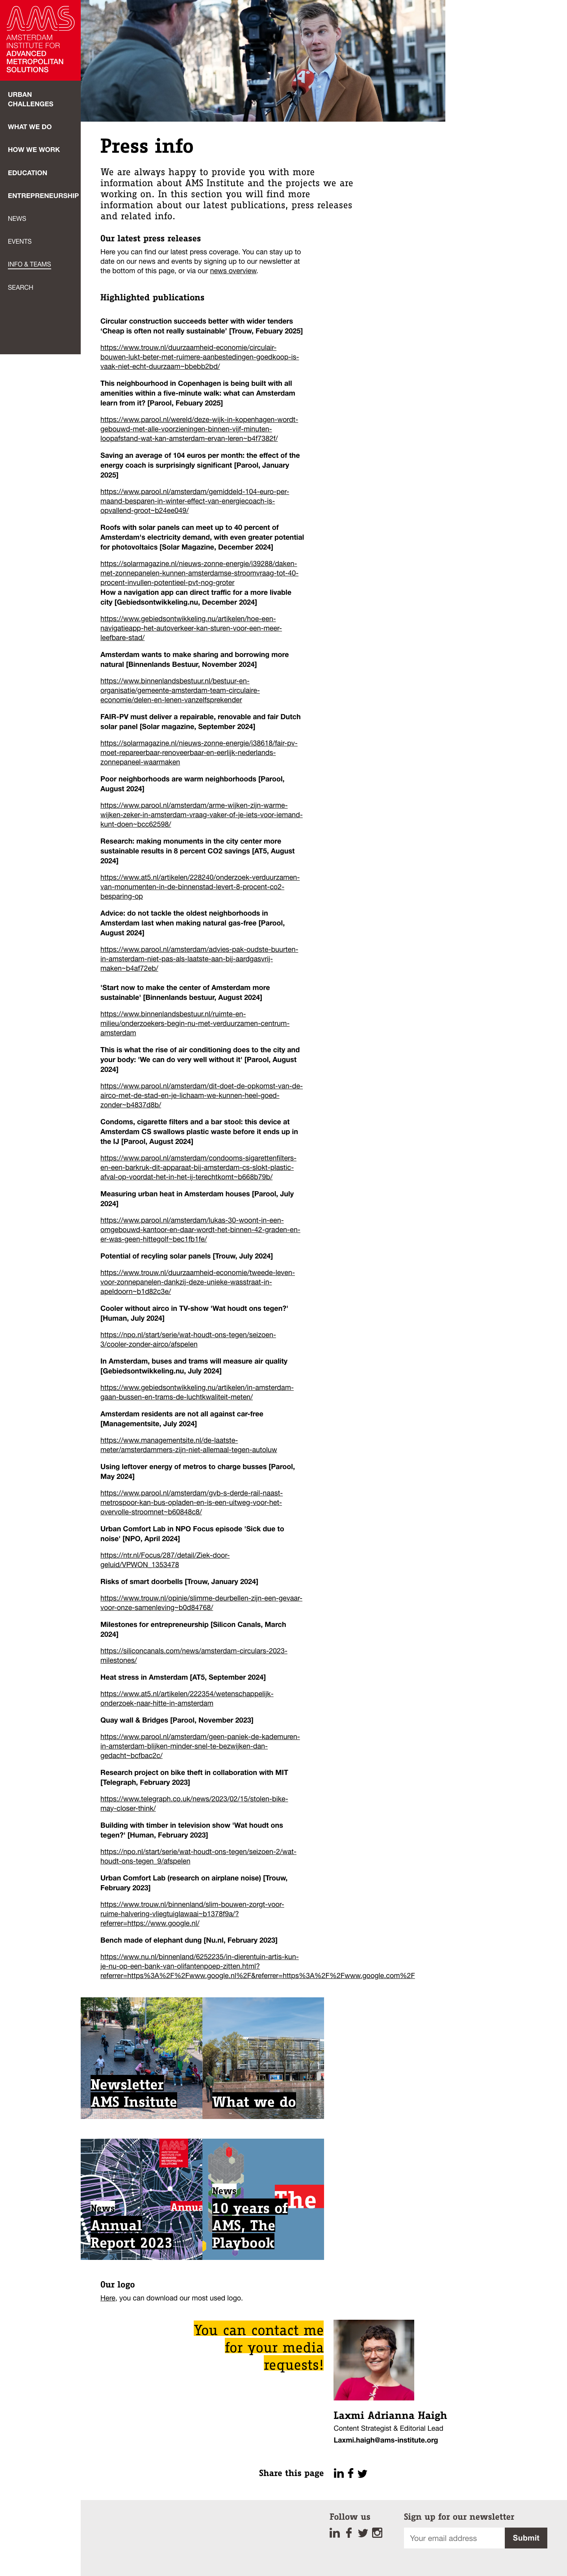 AMS
AMSTERDAM
INSTITUTE FOR
ADVANCED
METROPOLITAN
SOLUTIONS
URBAN
CHALLENGES
WHAT WE DO
HOW WE WORK
EDUCATION
ENTREPRENEURSHIP
NEWS
EVENTS
INFO & TEAMS
SEARCH
Press info
We are always happy to provide you with more
information about AMS Institute and the projects we are
working on. In this section you will find more
information about our latest publications, press releases
and related info.
Our latest press releases
Here you can find our latest press coverage. You can stay up to
date on our news and events by signing up to our newsletter at
the bottom of this page, or via our news overview.
Highlighted publications
Circular construction succeeds better with wider tenders
‘Cheap is often not really sustainable’ [Trouw, Febuary 2025]
https://www.trouw.nl/duurzaamheid-economie/circulair-
bouwen-lukt-beter-met-ruimere-aanbestedingen-goedkoop-is-
vaak-niet-echt-duurzaam~bbebb2bd/
This neighbourhood in Copenhagen is being built with all
amenities within a five-minute walk: what can Amsterdam
learn from it? [Parool, Febuary 2025]
https://www.parool.nl/wereld/deze-wijk-in-kopenhagen-wordt-
gebouwd-met-alle-voorzieningen-binnen-vijf-minuten-
loopafstand-wat-kan-amsterdam-ervan-leren~b4f7382f/
Saving an average of 104 euros per month: the effect of the
energy coach is surprisingly significant [Parool, January
2025]
https://www.parool.nl/amsterdam/gemiddeld-104-euro-per-
maand-besparen-in-winter-effect-van-energiecoach-is-
opvallend-groot~b24ee049/
Roofs with solar panels can meet up to 40 percent of
Amsterdam's electricity demand, with even greater potential
for photovoltaics [Solar Magazine, December 2024]
https://solarmagazine.nl/nieuws-zonne-energie/i39288/daken-
met-zonnepanelen-kunnen-amsterdamse-stroomvraag-tot-40-
procent-invullen-potentieel-pvt-nog-groter
How a navigation app can direct traffic for a more livable
city [Gebiedsontwikkeling.nu, December 2024]
https://www.gebiedsontwikkeling.nu/artikelen/hoe-een-
navigatieapp-het-autoverkeer-kan-sturen-voor-een-meer-
leefbare-stad/
Amsterdam wants to make sharing and borrowing more
natural [Binnenlands Bestuur, November 2024]
https://www.binnenlandsbestuur.nl/bestuur-en-
organisatie/gemeente-amsterdam-team-circulaire-
economie/delen-en-lenen-vanzelfsprekender
FAIR-PV must deliver a repairable, renovable and fair Dutch
solar panel [Solar magazine, September 2024]
https://solarmagazine.nl/nieuws-zonne-energie/i38618/fair-pv-
moet-repareerbaar-renoveerbaar-en-eerlijk-nederlands-
zonnepaneel-waarmaken
Poor neighborhoods are warm neighborhoods [Parool,
August 2024]
https://www.parool.nl/amsterdam/arme-wijken-zijn-warme-
wijken-zeker-in-amsterdam-vraag-vaker-of-je-iets-voor-iemand-
kunt-doen~bcc62598/
Research: making monuments in the city center more
sustainable results in 8 percent CO2 savings [AT5, August
2024]
https://www.at5.nl/artikelen/228240/onderzoek-verduurzamen-
van-monumenten-in-de-binnenstad-levert-8-procent-co2-
besparing-op
Advice: do not tackle the oldest neighborhoods in
Amsterdam last when making natural gas-free [Parool,
August 2024]
https://www.parool.nl/amsterdam/advies-pak-oudste-buurten-
in-amsterdam-niet-pas-als-laatste-aan-bij-aardgasvrij-
maken~b4af72eb/
'Start now to make the center of Amsterdam more
sustainable' [Binnenlands bestuur, August 2024]
https://www.binnenlandsbestuur.nl/ruimte-en-
milieu/onderzoekers-begin-nu-met-verduurzamen-centrum-
amsterdam
This is what the rise of air conditioning does to the city and
your body: 'We can do very well without it' [Parool, August
2024]
https://www.parool.nl/amsterdam/dit-doet-de-opkomst-van-de-
airco-met-de-stad-en-je-lichaam-we-kunnen-heel-goed-
zonder~b4837d8b/
Condoms, cigarette filters and a bar stool: this device at
Amsterdam CS swallows plastic waste before it ends up in
the IJ [Parool, August 2024]
https://www.parool.nl/amsterdam/condooms-sigarettenfilters-
en-een-barkruk-dit-apparaat-bij-amsterdam-cs-slokt-plastic-
afval-op-voordat-het-in-het-ij-terechtkomt~b668b79b/
Measuring urban heat in Amsterdam houses [Parool, July
2024]
https://www.parool.nl/amsterdam/lukas-30-woont-in-een-
omgebouwd-kantoor-en-daar-wordt-het-binnen-42-graden-en-
er-was-geen-hittegolf~bec1fb1fe/
Potential of recyling solar panels [Trouw, July 2024]
https://www.trouw.nl/duurzaamheid-economie/tweede-leven-
voor-zonnepanelen-dankzij-deze-unieke-wasstraat-in-
apeldoorn~b1d82c3e/
Cooler without airco in TV-show 'Wat houdt ons tegen?'
[Human, July 2024]
https://npo.nl/start/serie/wat-houdt-ons-tegen/seizoen-
3/cooler-zonder-airco/afspelen
In Amsterdam, buses and trams will measure air quality
[Gebiedsontwikkeling.nu, July 2024]
https://www.gebiedsontwikkeling.nu/artikelen/in-amsterdam-
gaan-bussen-en-trams-de-luchtkwaliteit-meten/
Amsterdam residents are not all against car-free
[Managementsite, July 2024]
https://www.managementsite.nl/de-laatste-
meter/amsterdammers-zijn-niet-allemaal-tegen-autoluw
Using leftover energy of metros to charge busses [Parool,
May 2024]
https://www.parool.nl/amsterdam/gvb-s-derde-rail-naast-
metrospoor-kan-bus-opladen-en-is-een-uitweg-voor-het-
overvolle-stroomnet~b60848c8/
Urban Comfort Lab in NPO Focus episode 'Sick due to
noise' [NPO, April 2024]
https://ntr.nl/Focus/287/detail/Ziek-door-
geluid/VPWON_1353478
Risks of smart doorbells [Trouw, January 2024]
https://www.trouw.nl/opinie/slimme-deurbellen-zijn-een-gevaar-
voor-onze-samenleving~b0d84768/
Milestones for entrepreneurship [Silicon Canals, March
2024]
https://siliconcanals.com/news/amsterdam-circulars-2023-
milestones/
Heat stress in Amsterdam [AT5, September 2024]
https://www.at5.nl/artikelen/222354/wetenschappelijk-
onderzoek-naar-hitte-in-amsterdam
Quay wall & Bridges [Parool, November 2023]
https://www.parool.nl/amsterdam/geen-paniek-de-kademuren-
in-amsterdam-blijken-minder-snel-te-bezwijken-dan-
gedacht~bcfbac2c/
Research project on bike theft in collaboration with MIT
[Telegraph, February 2023]
https://www.telegraph.co.uk/news/2023/02/15/stolen-bike-
may-closer-think/
Building with timber in television show 'Wat houdt ons
tegen?' [Human, February 2023]
https://npo.nl/start/serie/wat-houdt-ons-tegen/seizoen-2/wat-
houdt-ons-tegen_9/afspelen
Urban Comfort Lab (research on airplane noise) [Trouw,
February 2023]
https://www.trouw.nl/binnenland/slim-bouwen-zorgt-voor-
ruime-halvering-vliegtuiglawaai~b1378f9a/?
referrer=https://www.google.nl/
Bench made of elephant dung [Nu.nl, February 2023]
https://www.nu.nl/binnenland/6252235/in-dierentuin-artis-kun-
je-nu-op-een-bank-van-olifantenpoep-zitten.html?
referrer=https%3A%2F%2Fwww.google.nl%2F&referrer=https%3A%2F%2Fwww.google.com%2F
Newsletter
AMS Insitute
What we do
News
Annual
Report 2023
Annua
News
10 years of
AMS, The
Playbook
The
Our logo
Here, you can download our most used logo.
You can contact me
for your media
requests!
Laxmi Adrianna Haigh
Content Strategist & Editorial Lead
Laxmi.haigh@ams-institute.org
Share this page
Follow us
Sign up for our newsletter
Your email address
Submit